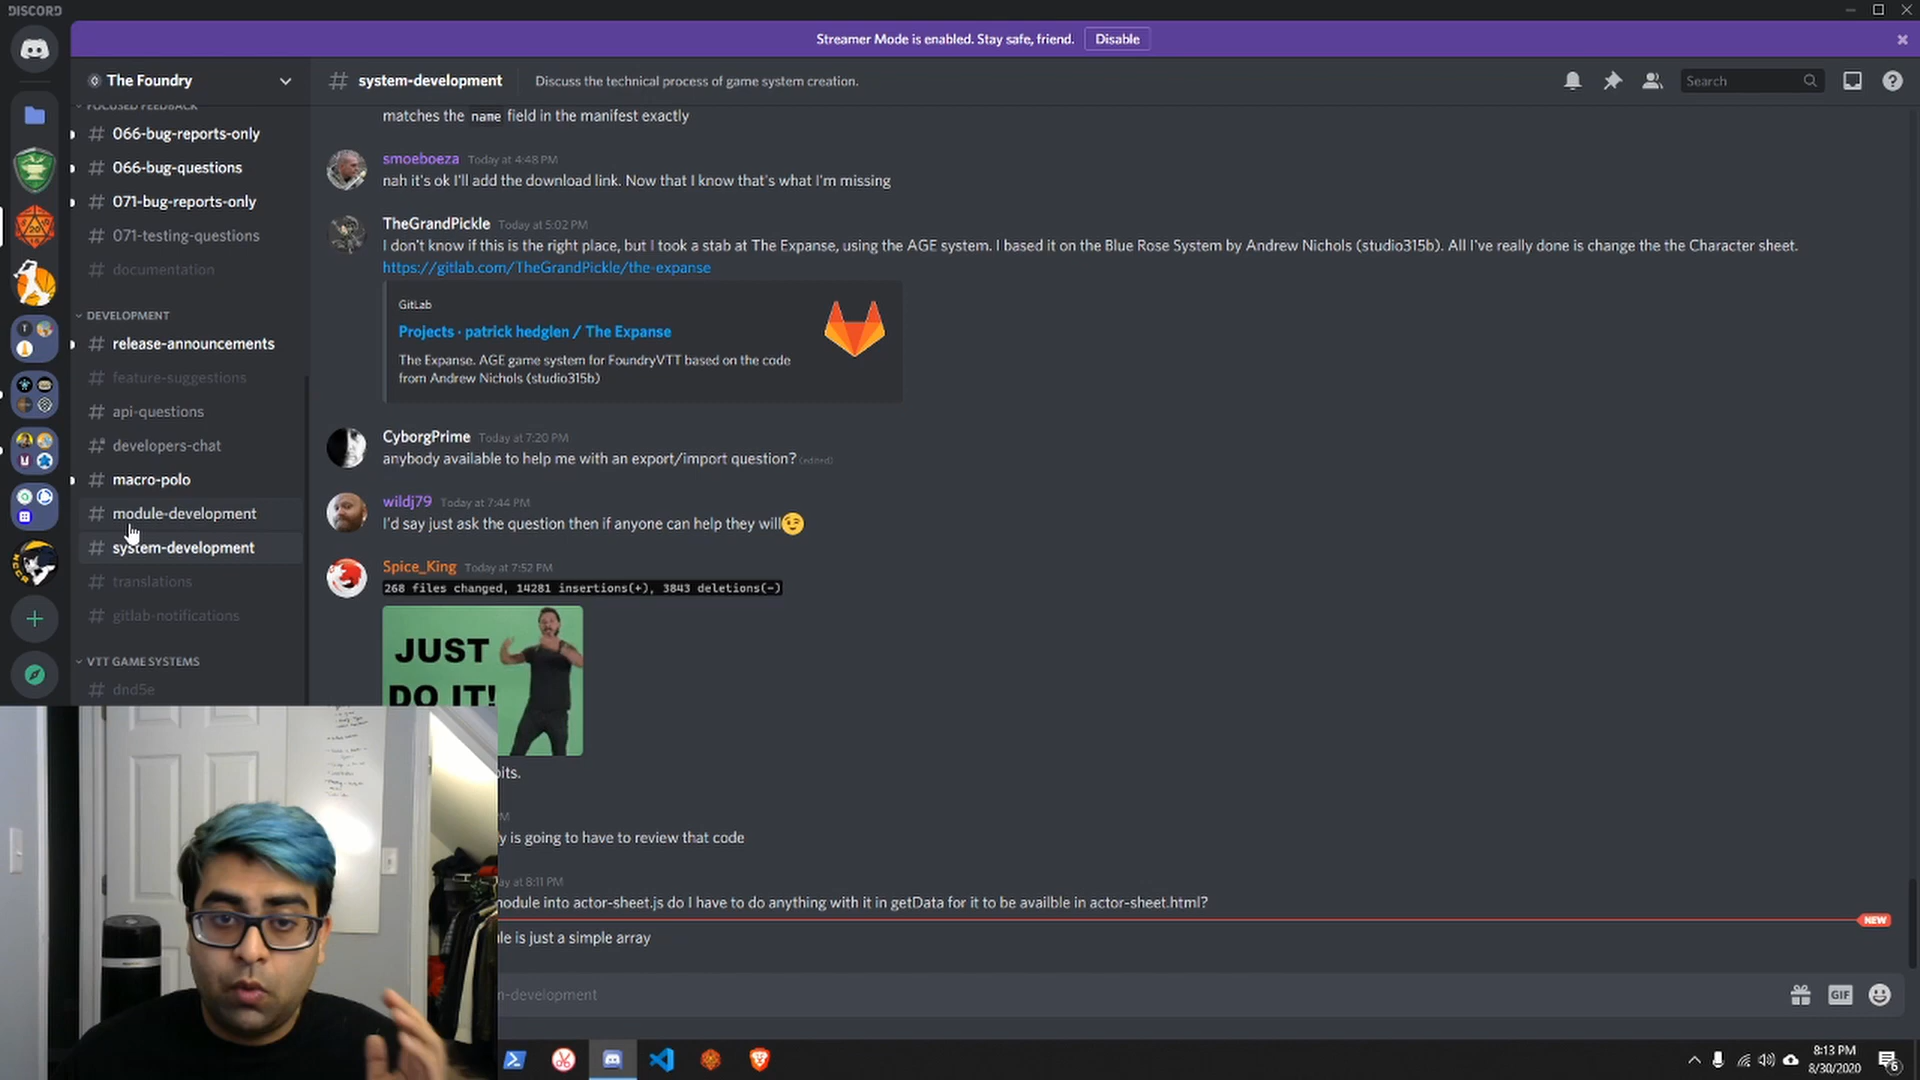 DISCORD
Streamer Mode is enabled. Stay safe, friend.
Disable
The Foundry
FOCUSED FEEDBACK
066-bug-reports-only
066-bug-questions
071-bug-reports-only
071-testing-questions
documentation
DEVELOPMENT
release-announcements
feature-suggestions
api-questions
developers-chat
macro-polo
module-development
system-development
translations
gitlab-notifications
VTT GAME SYSTEMS
dnd5e
system-development
Discuss the technical process of game system creation.
Search
matches the name field in the manifest exactly
smoeboeza Today at 4:48 PM
nah it's ok I'll add the download link. Now that I know that's what I'm missing
TheGrandPickle Today at 5:02 PM
I don't know if this is the right place, but I took a stab at The Expanse, using the AGE system. I based it on the Blue Rose System by Andrew Nichols (studio315b). All I've really done is change the the Character sheet.
https://gitlab.com/TheGrandPickle/the-expanse
GitLab
Projects · patrick hedglen / The Expanse
The Expanse. AGE game system for FoundryVTT based on the code
from Andrew Nichols (studio315b)
CyborgPrime Today at 7:20 PM
anybody available to help me with an export/import question? (edited)
wildj79 Today at 7:44 PM
I'd say just ask the question then if anyone can help they will
Spice_King Today at 7:52 PM
268 files changed, 14281 insertions(+), 3843 deletions(-)
JUST
DO IT!
is going to have to review that code
at 8:11 PM
into actor-sheet.js do I have to do anything with it in getData for it to be availble in actor-sheet.html?
NEW
is just a simple array
-development
GIF
8:13 PM
8/30/2020
6